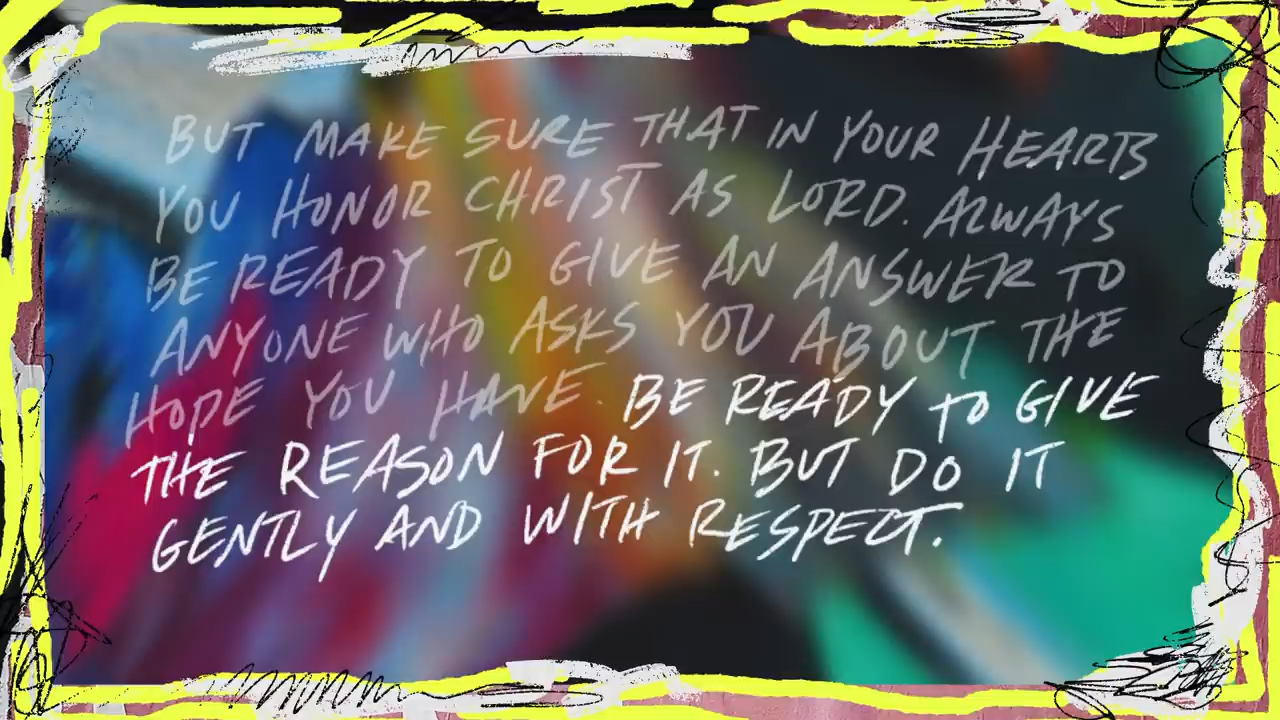 BUT MAKE SURE THAT IN YOUR HEARTS
YOU HONOR CHRIST AS LORD. ALWAYS
BE READY TO GIVE AN ANSWER TO
ANYONE WHO ASKS YOU ABOUT THE
HOPE YOU HAVE. BE READY TO GIVE
THE REASON FOR IT. BUT DO IT
GENTLY AND WITH RESPECT.